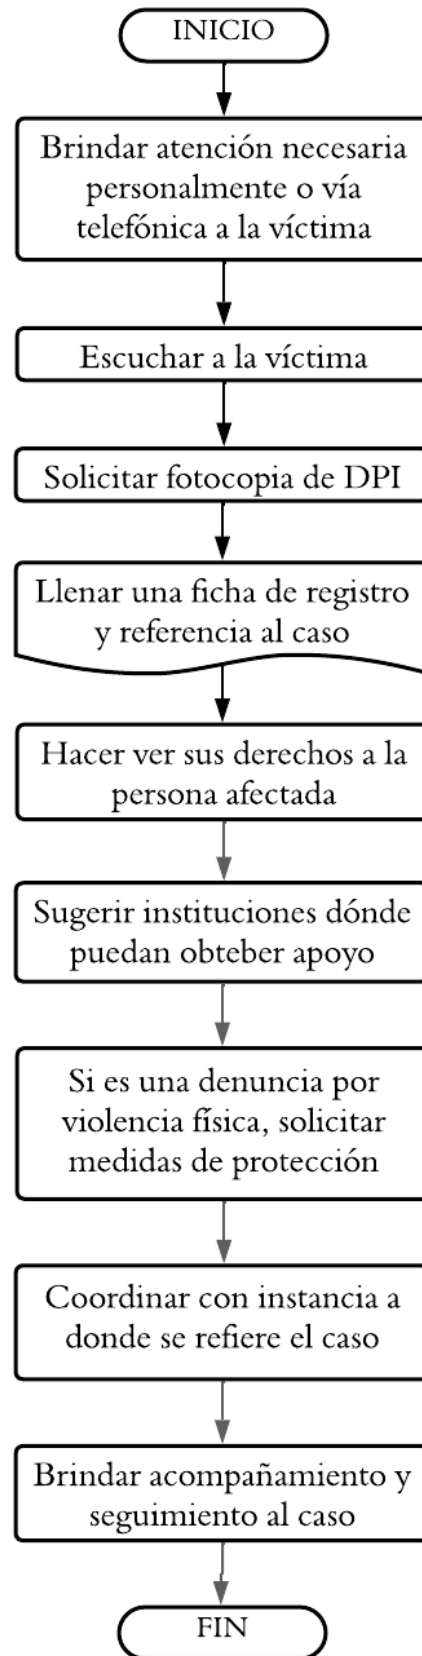 INICIO
Brindar atención necesaria
personalmente o vía
telefónica a la víctima
Escuchar a la víctima
Solicitar fotocopia de DPI
Llenar una ficha de registro
y referencia al caso
Hacer ver sus derechos a la
persona afectada
Sugerir instituciones dónde
puedan obteber apoyo
Si es una denuncia por
violencia física, solicitar
medidas de protección
Coordinar con instancia a
donde se refiere el caso
Brindar acompañamiento y
seguimiento al caso
FIN